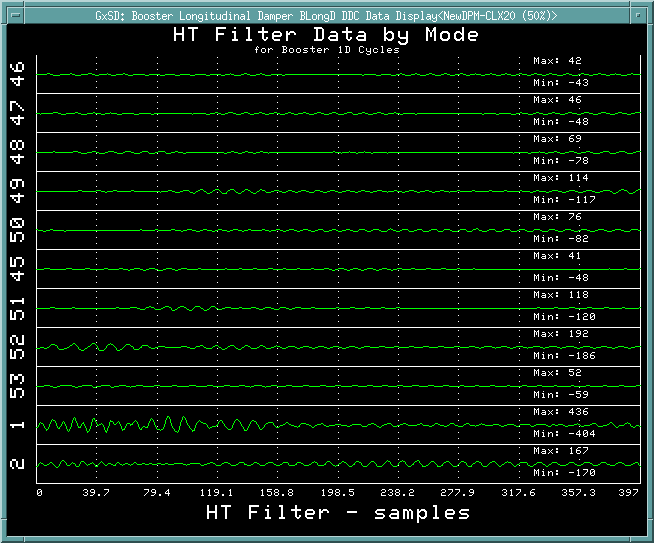 GxSD: Booster Longitudinal Damper BLongD DDC Data Display<NewDPM-CLX20 (50%)>
HT Filter Data by Mode
for Booster 1D Cycles
46
Max: 42
Min: -43
47
Max: 46
Min: -48
48
Max: 69
Min: -78
49
Max: 114
Min: -117
50
Max: 76
Min: -82
45
Max: 41
Min: -48
51
Max: 118
Min: -120
52
Max: 192
Min: -186
53
Max: 52
Min: -59
1
Max: 436
Min: -404
2
Max: 167
Min: -170
0 39.7 79.4 119.1 158.8 198.5 238.2 277.9 317.6 357.3 397
HT Filter - samples